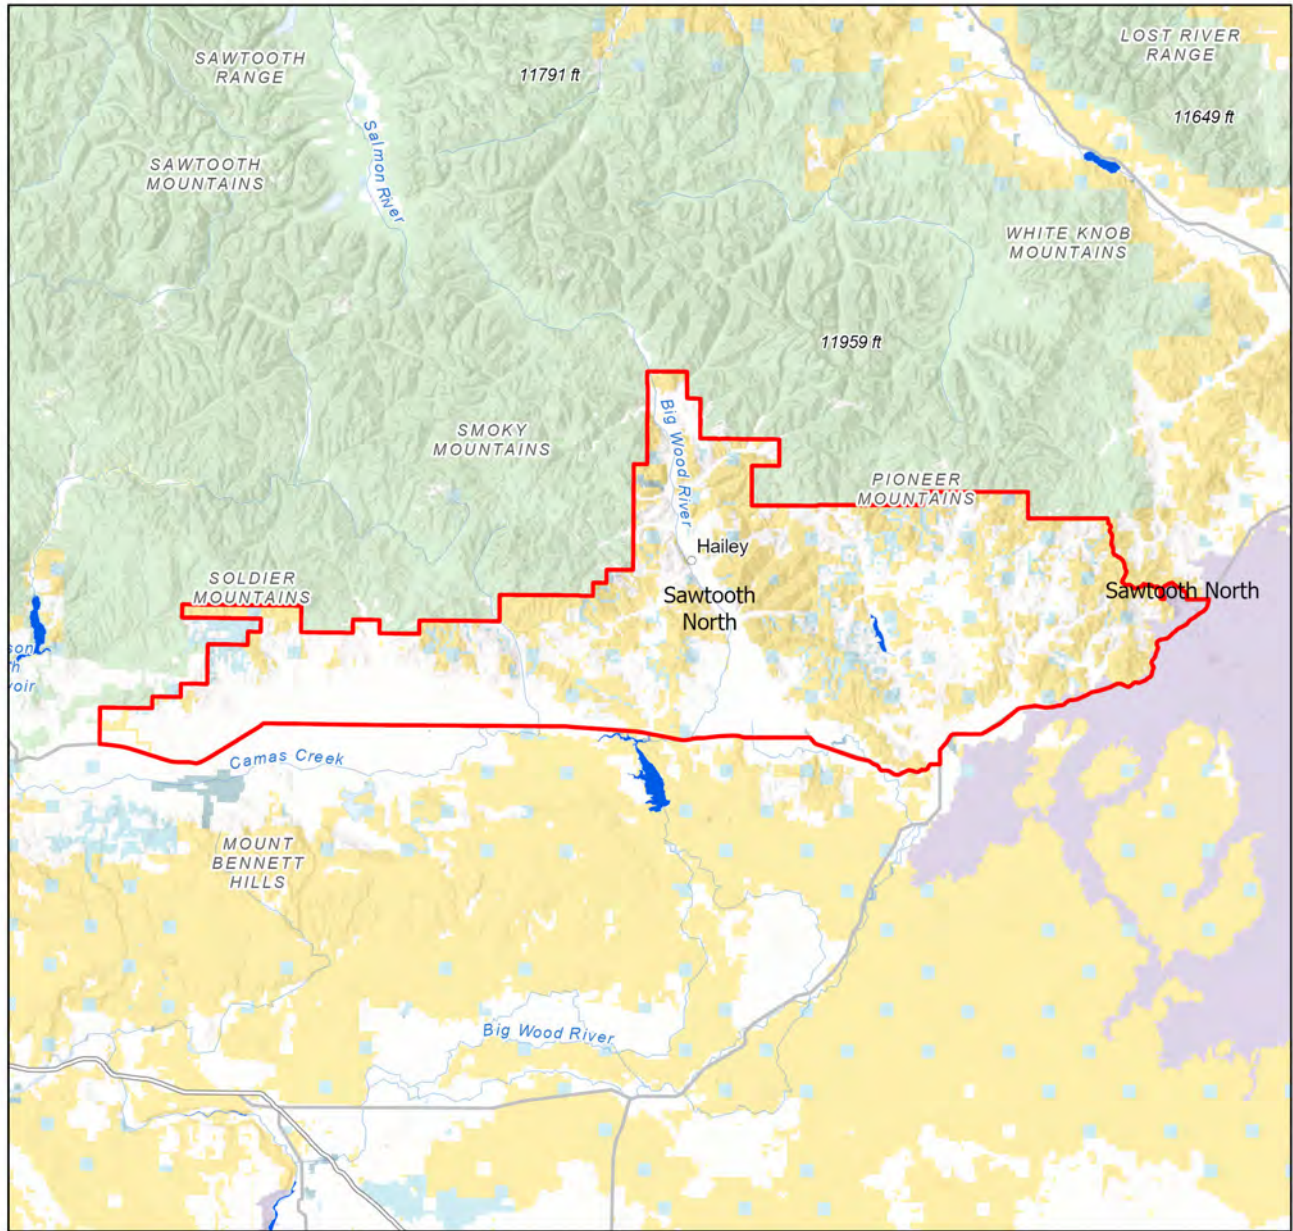 LOST RIVER
RANGE
SAWTOOTH
RANGE
11791 ft
11649 ft
Salmon River
SAWTOOTH
MOUNTAINS
WHITE KNOB
MOUNTAINS
11959 ft
SMOKY
MOUNTAINS
Big Wood River
PIONEER
MOUNTAINS
Hailey
SOLDIER
MOUNTAINS
Sawtooth
North
Sawtooth North
son
voir
Camas Creek
MOUNT
BENNETT
HILLS
Big Wood River